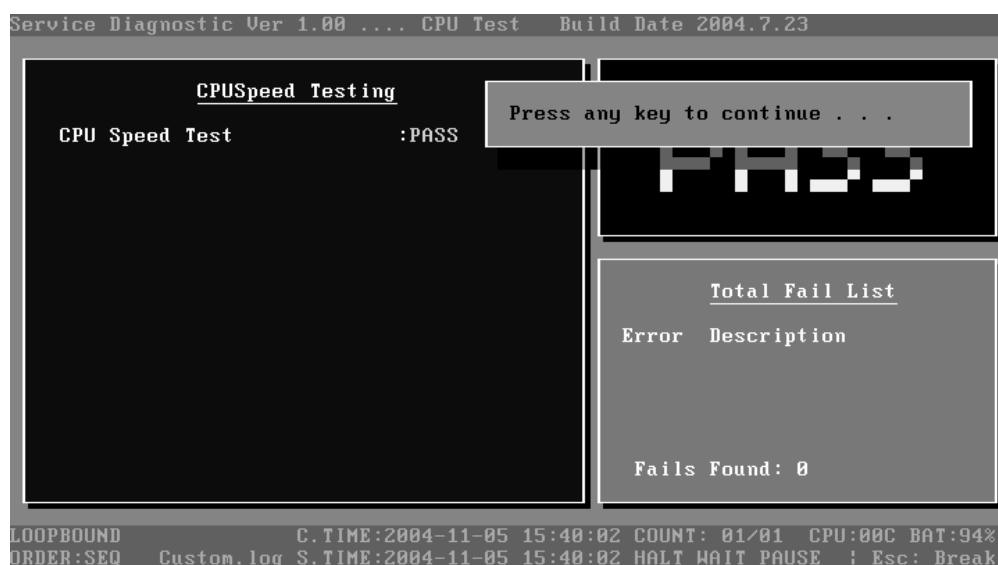 Service Diagnostic Ver 1.00 .... CPU Test   Build Date 2004.7.23
CPUSpeed Testing
CPU Speed Test :PASS
Press any key to continue . . .
PASS
Total Fail List
Error Description
Fails Found: 0
LOOPBOUND C.TIME:2004-11-05 15:40:02 COUNT: 01/01 CPU:00C BAT:94%
ORDER:SEQ Custom.log S.TIME:2004-11-05 15:40:02 HALT WAIT PAUSE ¦ Esc: Break